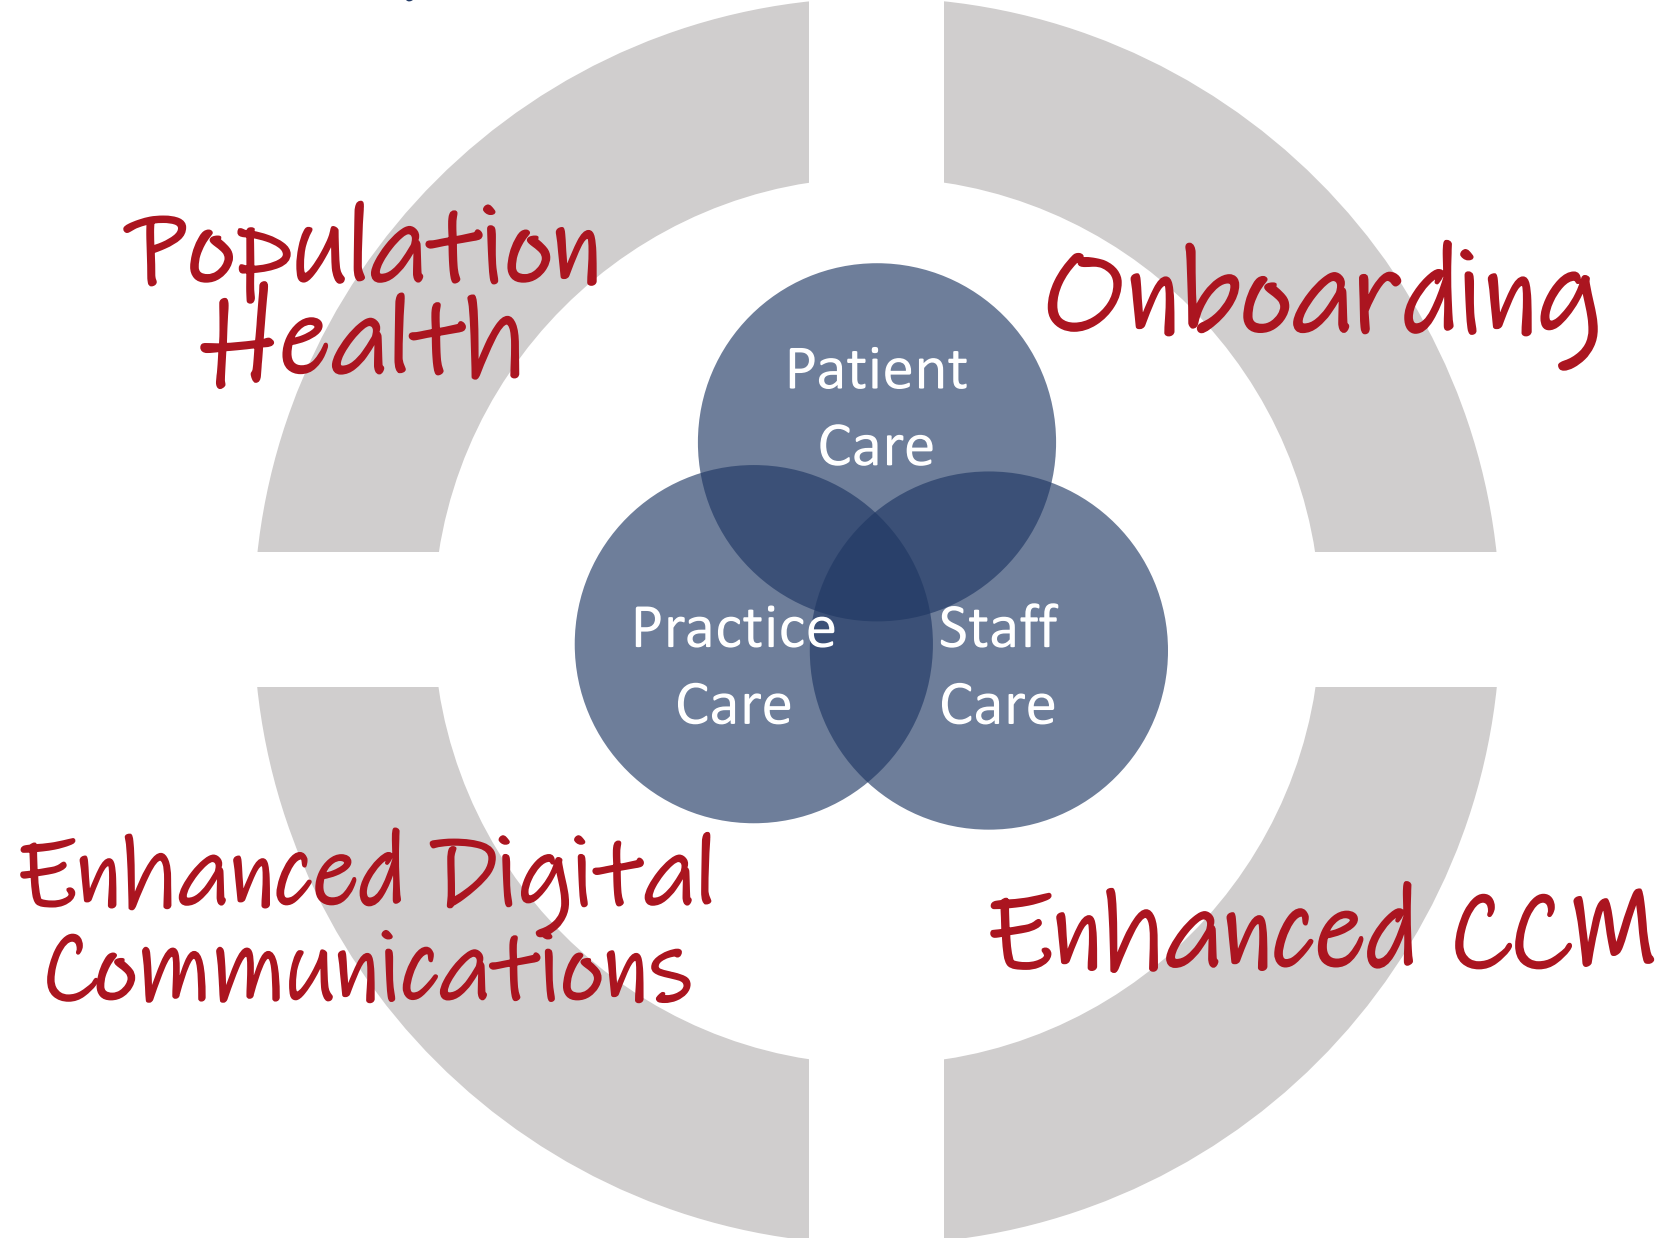 Population
Health
Onboarding
Patient
Care
Practice
Care
Staff
Care
Enhanced Digital
Communications
Enhanced CCM